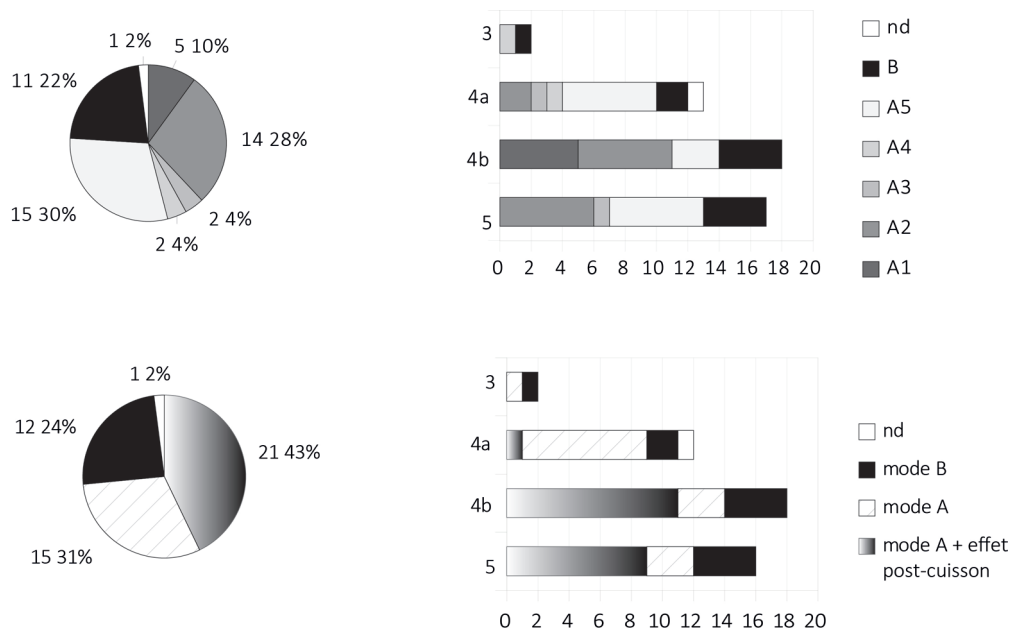 1 2%
5 10%
11 22%
14 28%
15 30%
2 4%
2 4%
3
4a
4b
5
0 2 4 6 8 10 12 14 16 18 20
nd
B
A5
A4
A3
A2
A1
1 2%
12 24%
21 43%
15 31%
3
4a
4b
5
0 2 4 6 8 10 12 14 16 18 20
nd
mode B
mode A
mode A + effet
post-cuisson